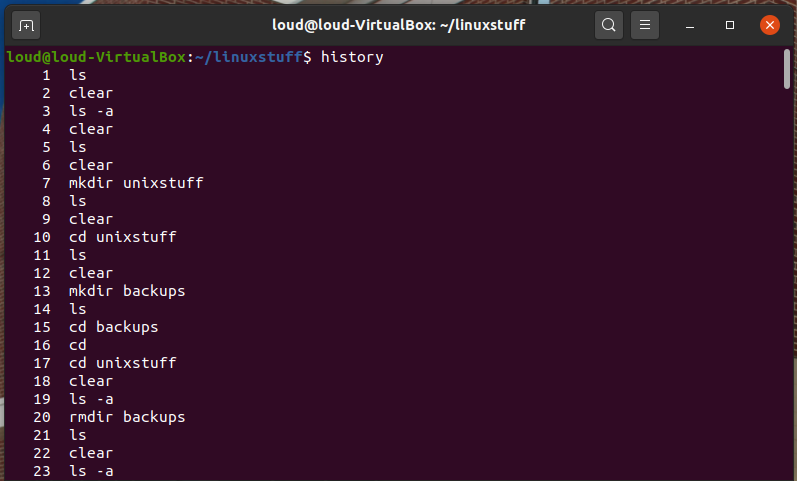 loud@loud-VirtualBox: ~/linuxstuff
loud@loud-VirtualBox:~/linuxstuff$ history
1 ls
2 clear
3 ls -a
4 clear
5 ls
6 clear
7 mkdir unixstuff
8 ls
9 clear
10 cd unixstuff
11 ls
12 clear
13 mkdir backups
14 ls
15 cd backups
16 cd
17 cd unixstuff
18 clear
19 ls -a
20 rmdir backups
21 ls
22 clear
23 ls -a